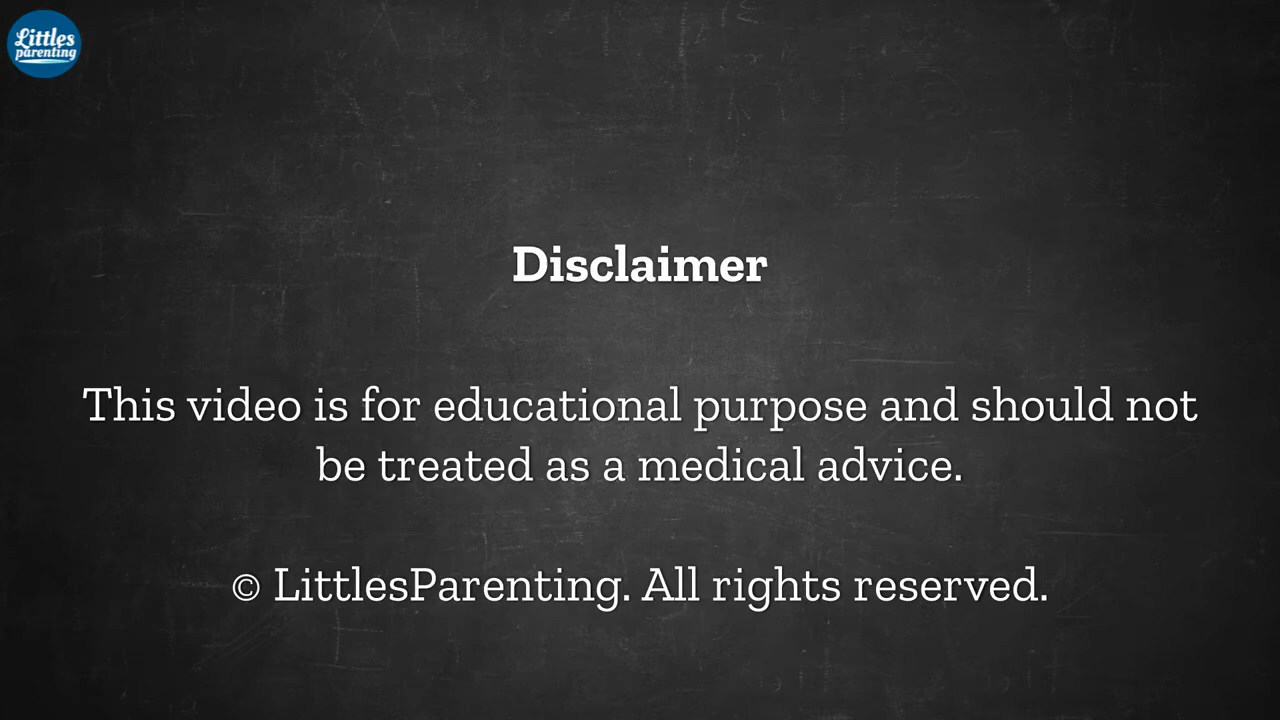 Littles
parenting
Disclaimer
This video is for educational purpose and should not
be treated as a medical advice.
© LittlesParenting. All rights reserved.